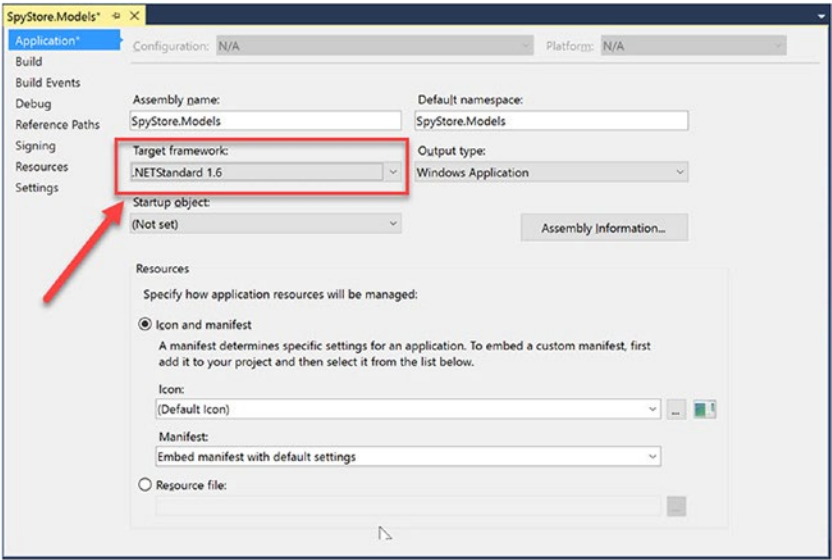 SpyStore.Models*
Application*
Configuration: N/A
Platform: N/A
Build
Build Events
Debug
Reference Paths
Signing
Resources
Settings
Assembly name:
Default namespace:
SpyStore.Models
SpyStore.Models
Target framework:
Output type:
.NETStandard 1.6
Windows Application
Startup object:
(Not set)
Assembly Information...
Resources
Specify how application resources will be managed:
Icon and manifest
A manifest determines specific settings for an application. To embed a custom manifest, first
add it to your project and then select it from the list below.
Icon:
(Default Icon)
...
Manifest:
Embed manifest with default settings
Resource file:
...